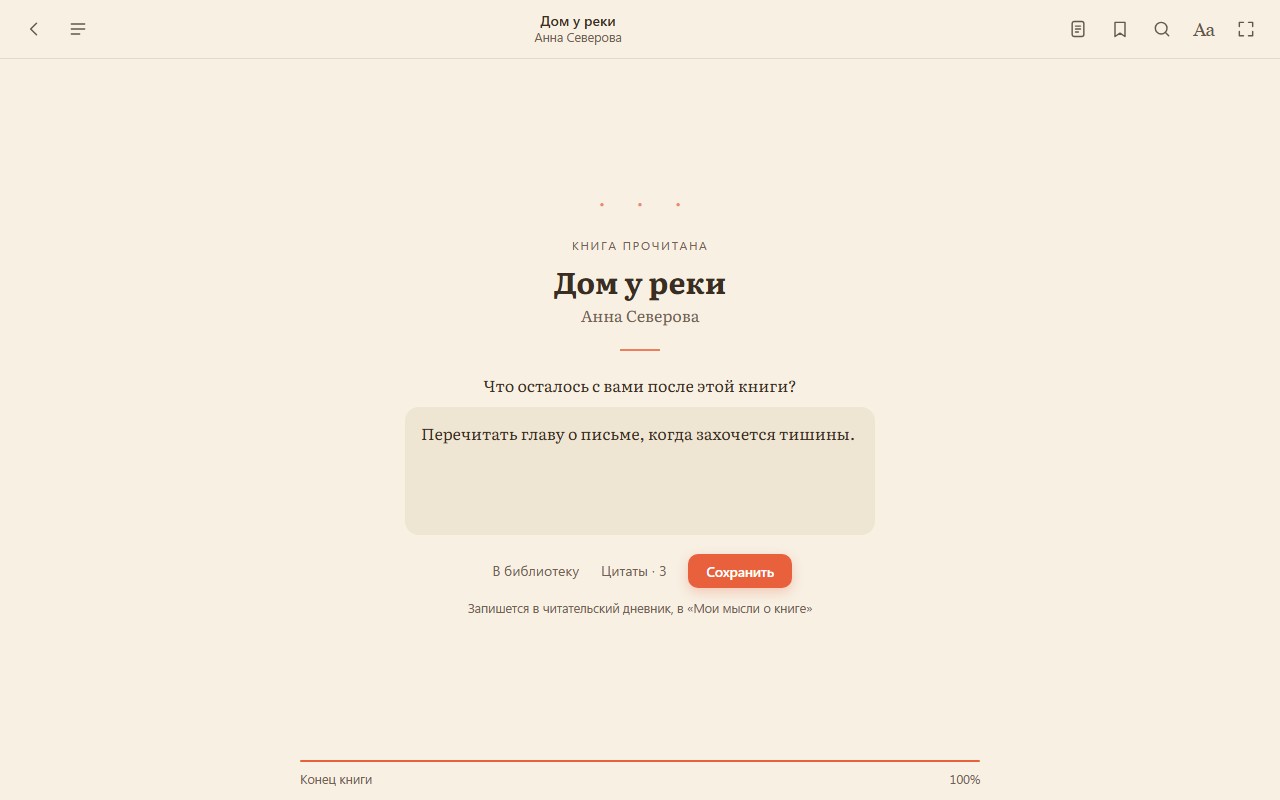 Дом у реки
Анна Северова
Aa
КНИГА ПРОЧИТАНА
Дом у реки
Анна Северова
Что осталось с вами после этой книги?
Перечитать главу о письме, когда захочется тишины.
В библиотеку
Цитаты · 3
Сохранить
Запишется в читательский дневник, в «Мои мысли о книге»
Конец книги
100%